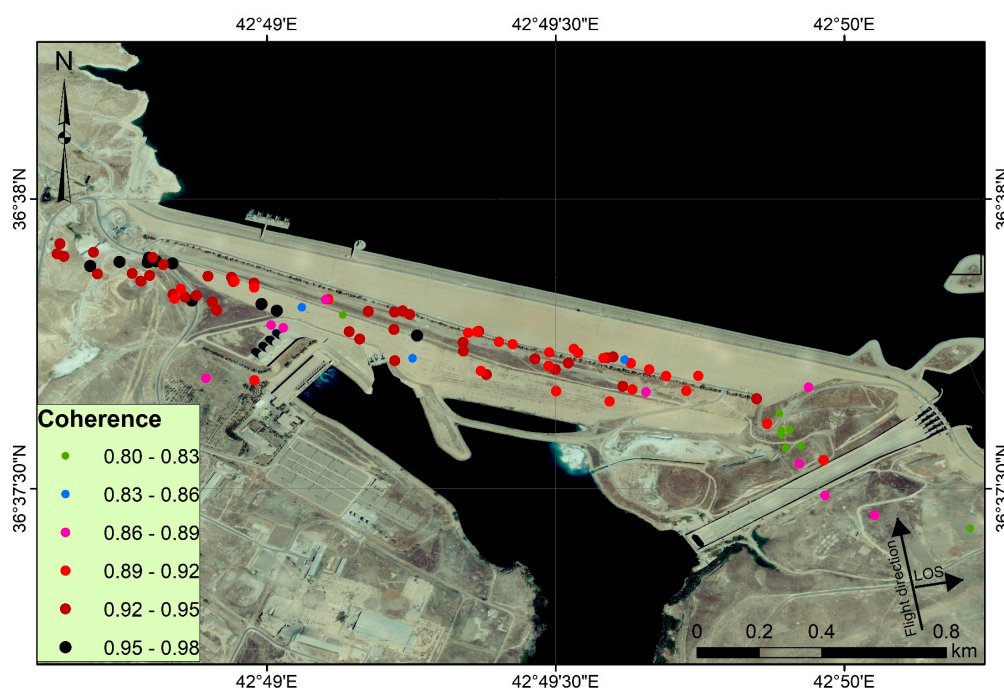 42°49'E 42°49'30"E 42°50'E
N
36°38'N 36°38'N
Coherence
0.80 - 0.83
0.83 - 0.86
0.86 - 0.89
0.89 - 0.92
0.92 - 0.95
0.95 - 0.98
36°37'30"N 36°37'30"N
Flight direction
LOS
0 0.2 0.4 0.8
km
42°49'E 42°49'30"E 42°50'E